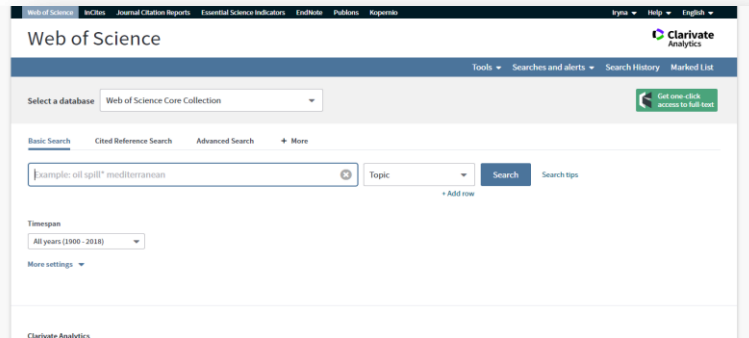 Web of Science InCites Journal Citation Reports Essential Science Indicators EndNote Publons Kopernio Iryna Help English
Web of Science
Clarivate
Analytics
Tools Searches and alerts Search History Marked List
Select a database Web of Science Core Collection
Get one-click
access to full-text
Basic Search Cited Reference Search Advanced Search + More
Example: oil spill* mediterranean Topic Search Search tips
+ Add row
Timespan
All years (1900 - 2018)
More settings
Clarivate Analytics